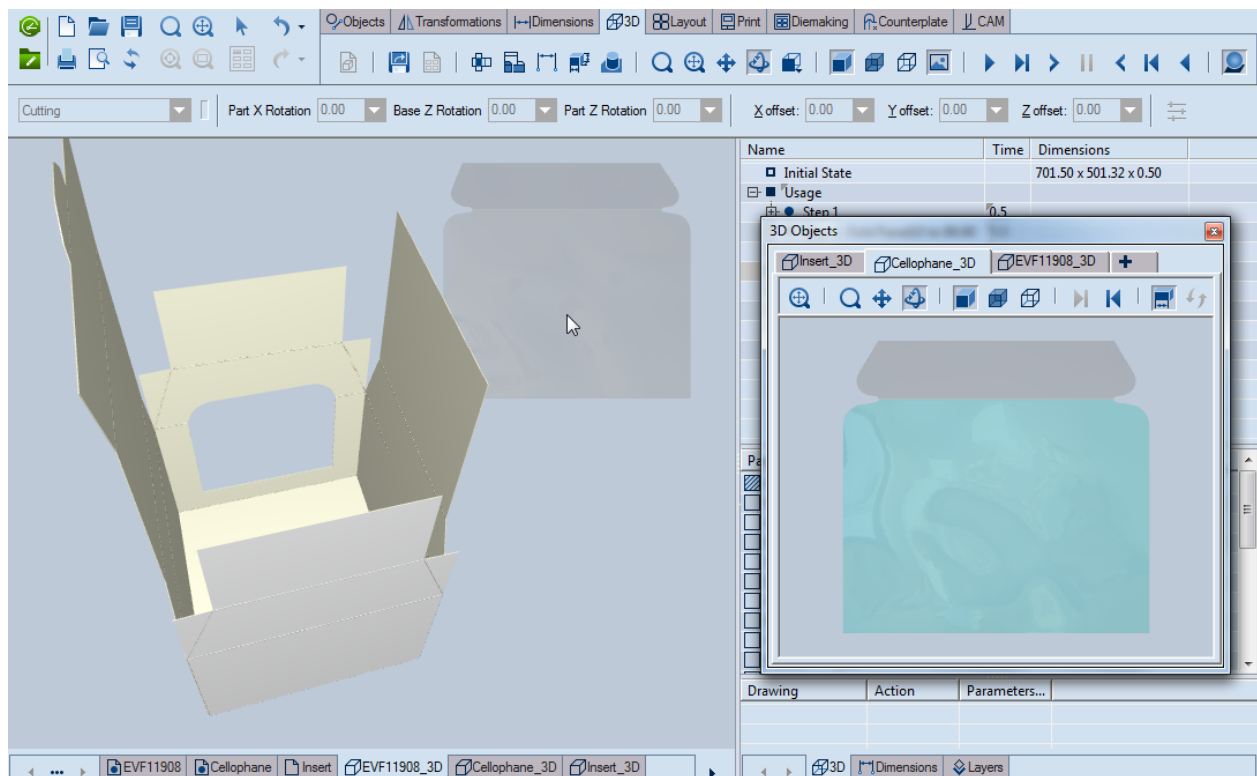 Objects Transformations Dimensions 3D Layout Print Diemaking Counterplate CAM
Cutting Part X Rotation 0.00 Base Z Rotation 0.00 Part Z Rotation 0.00 X offset: 0.00 Y offset: 0.00 Z offset: 0.00
Name Time Dimensions
Initial State 701.50 x 501.32 x 0.50
Usage
Step 1 0.5
3D Objects
Insert_3D Cellophane_3D EVF11908_3D
Drawing Action Parameters...
EVF11908 Cellophane Insert EVF11908_3D Cellophane_3D Insert_3D 3D Dimensions Layers